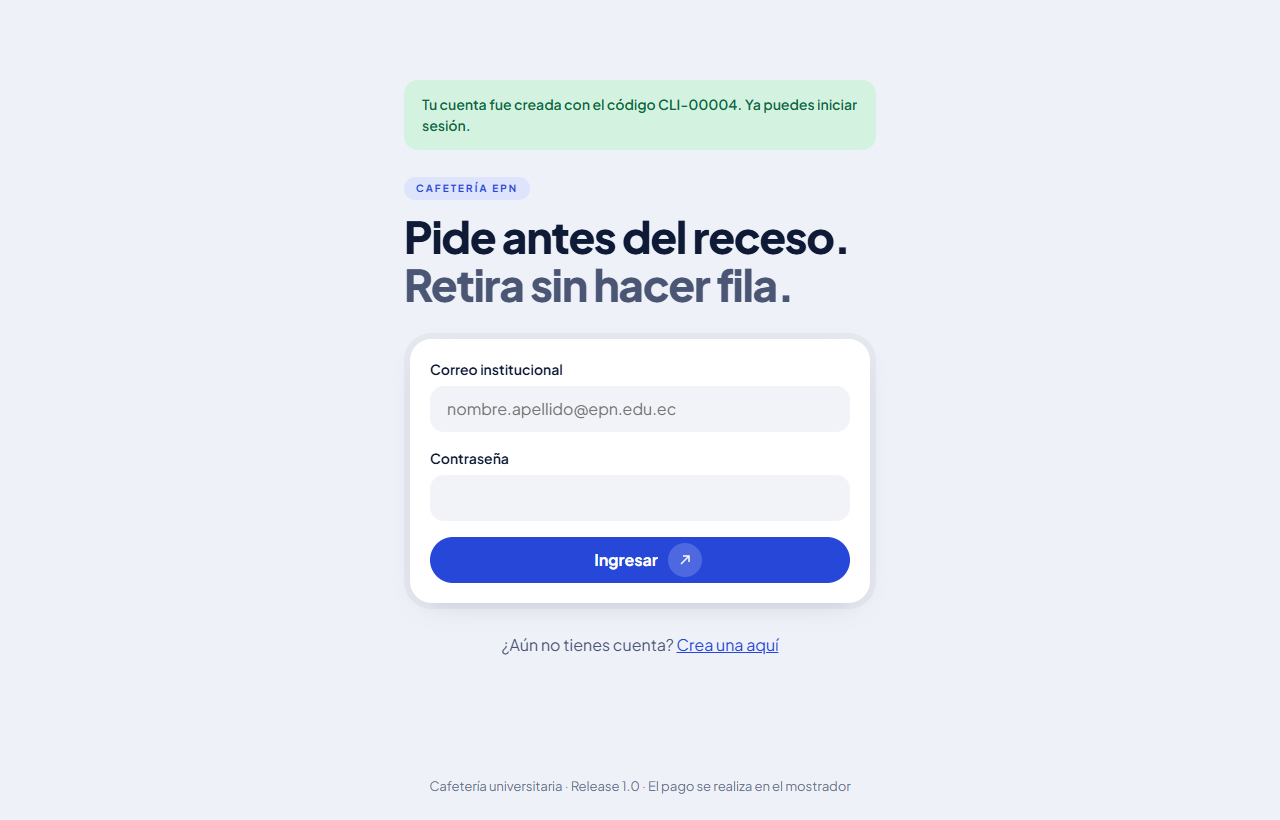 Tu cuenta fue creada con el código CLI-00004. Ya puedes iniciar
sesión.
CAFETERÍA EPN
Pide antes del receso.
Retira sin hacer fila.
Correo institucional
nombre.apellido@epn.edu.ec
Contraseña
Ingresar
¿Aún no tienes cuenta? Crea una aquí
Cafetería universitaria · Release 1.0 · El pago se realiza en el mostrador